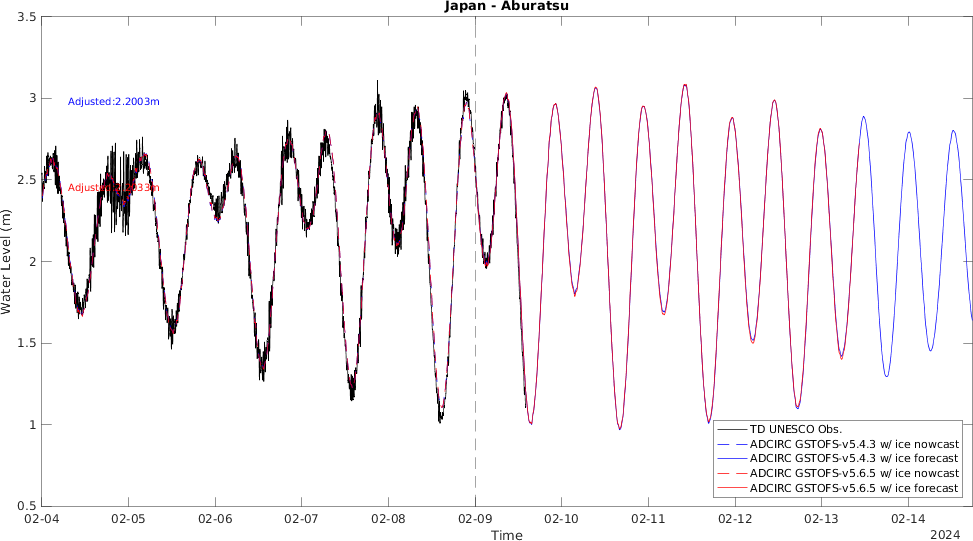 Japan - Aburatsu
3.5
3
2.5
2
1.5
1
0.5
Water Level (m)
Adjusted:2.2003m
02-04
02-05
02-06
02-07
02-08
02-09
02-10
02-11
02-12
02-13
02-14
Time
2024
TD UNESCO Obs.
ADCIRC GSTOFS-v5.4.3 w/ ice nowcast
ADCIRC GSTOFS-v5.4.3 w/ ice forecast
ADCIRC GSTOFS-v5.6.5 w/ ice nowcast
ADCIRC GSTOFS-v5.6.5 w/ ice forecast